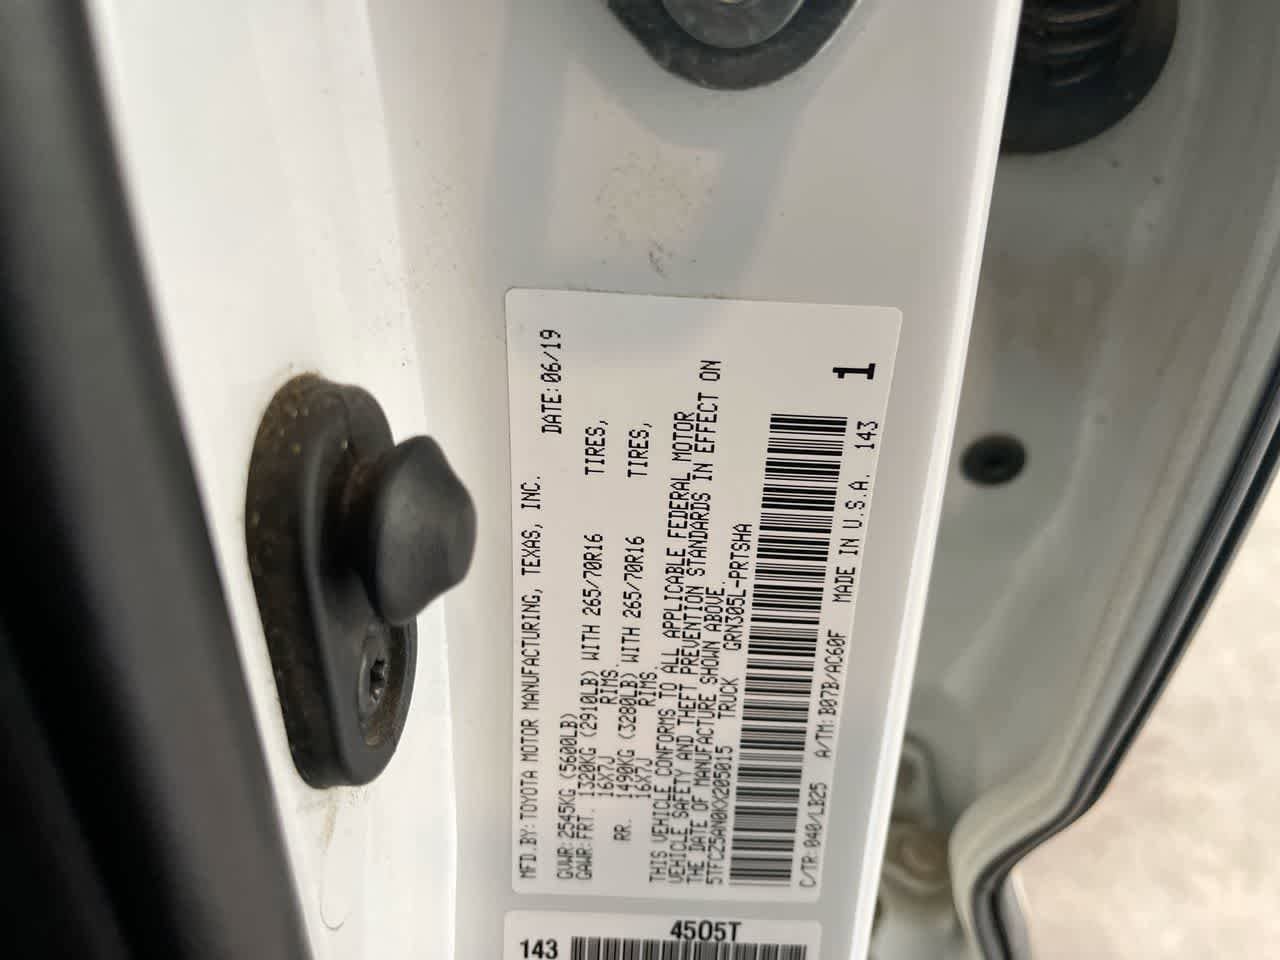 MFD.BY:TOYOTA MOTOR MANUFACTURING, TEXAS, INC.
DATE:06/19
GVWR:2545KG (5600LB)
GAWR:FRT. 1320KG (2910LB) WITH 265/70R16 TIRES,
16X7J RIMS.
RR. 1490KG (3280LB) WITH 265/70R16 TIRES,
16X7J RIMS.
THIS VEHICLE CONFORMS TO ALL APPLICABLE FEDERAL MOTOR
VEHICLE SAFETY AND THEFT PREVENTION STANDARDS IN EFFECT ON
THE DATE OF MANUFACTURE SHOWN ABOVE.
5TFCZ5AN0KX205015 TRUCK GRN305L-PRTSHA
1
C/TR:040/LB25 A/TM:B07B/AC60F MADE IN U.S.A. 143
4505T
143